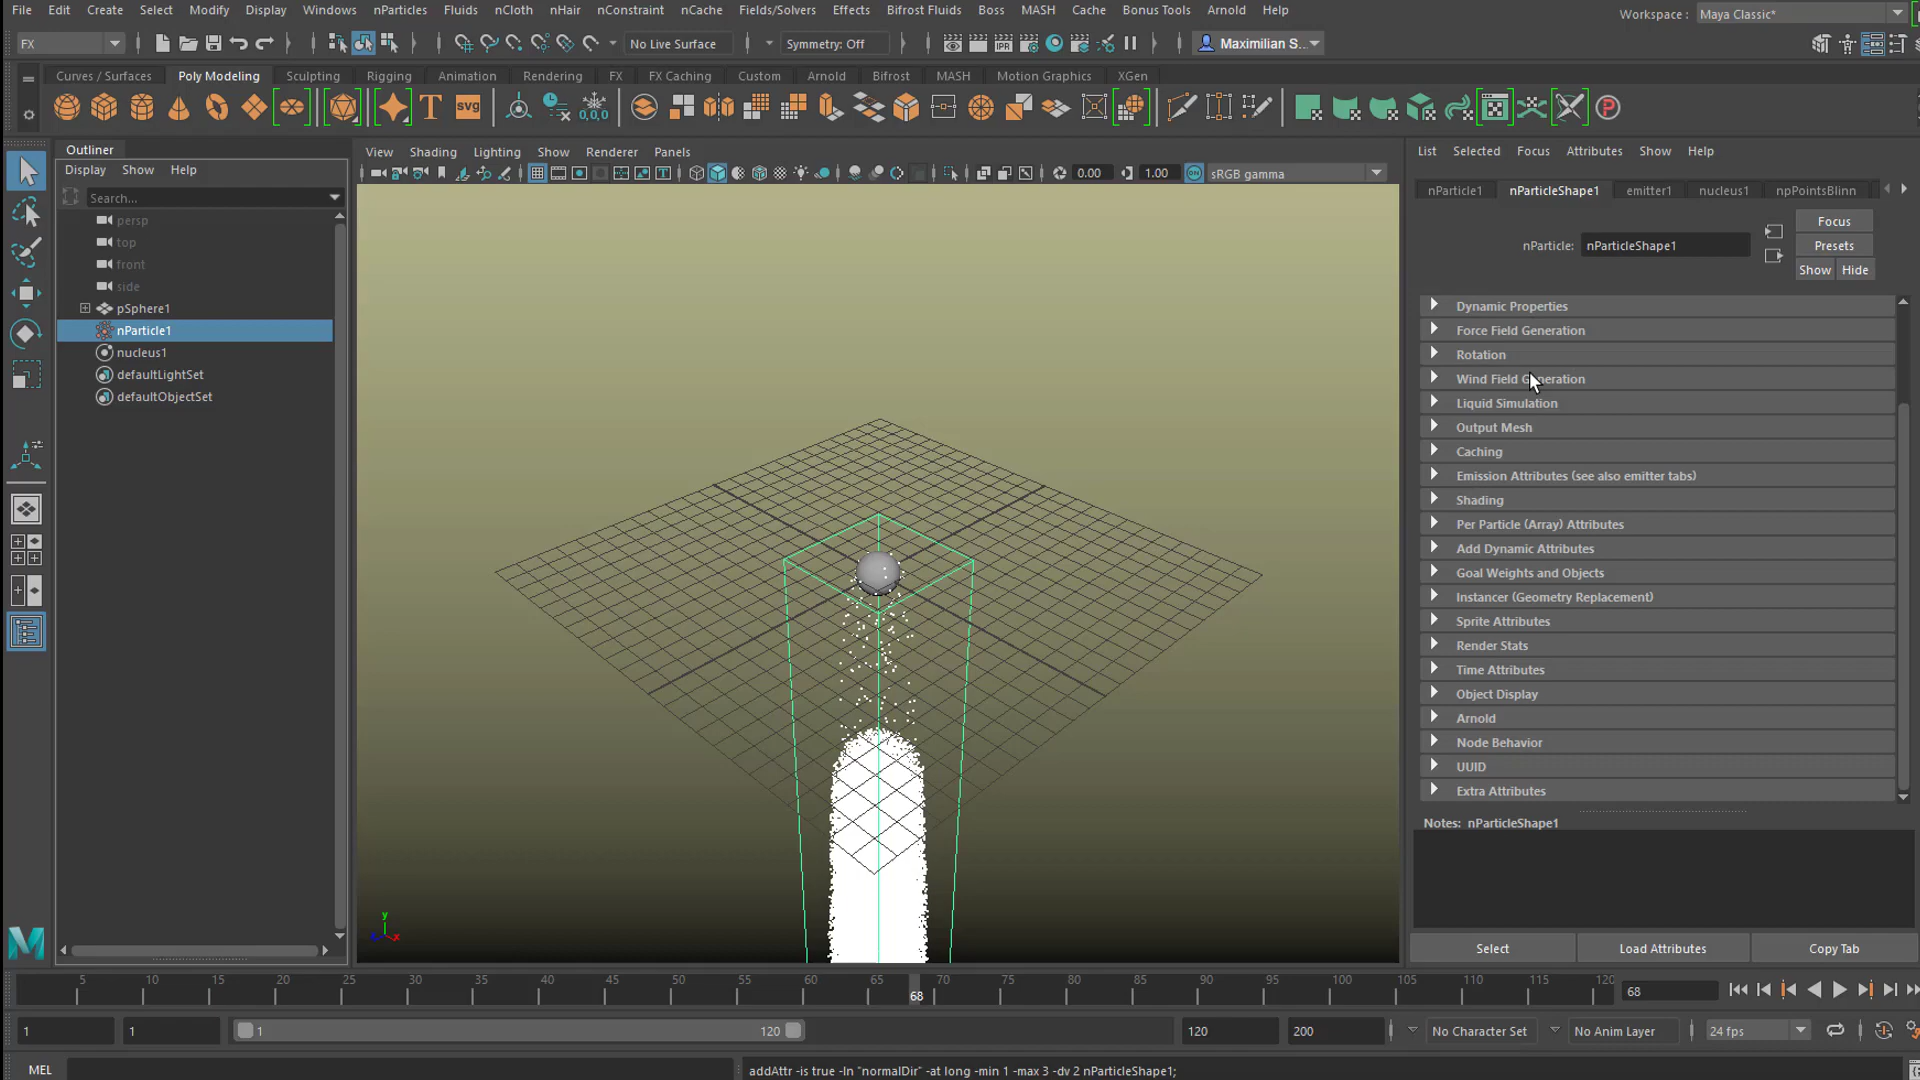 File Edit Create Select Modify Display Windows nParticles Fluids nCloth nHair nConstraint nCache Fields/Solvers Effects Bifrost Fluids Boss MASH Cache Bonus Tools Arnold Help Workspace : Maya Classic*
FX No Live Surface Symmetry: Off IPR Maximilian S...
Curves / Surfaces Poly Modeling Sculpting Rigging Animation Rendering FX FX Caching Custom Arnold Bifrost MASH Motion Graphics XGen
T svg 0,0,0 P
Outliner
Display Show Help
Search...
persp
top
front
side
pSphere1
nParticle1
nucleus1
defaultLightSet
defaultObjectSet
View Shading Lighting Show Renderer Panels
0.00 1.00 ON sRGB gamma
y
x
List Selected Focus Attributes Show Help
nParticle1 nParticleShape1 emitter1 nucleus1 npPointsBlinn
Focus
nParticle: nParticleShape1 Presets
Show Hide
Dynamic Properties
Force Field Generation
Rotation
Wind Field Generation
Liquid Simulation
Output Mesh
Caching
Emission Attributes (see also emitter tabs)
Shading
Per Particle (Array) Attributes
Add Dynamic Attributes
Goal Weights and Objects
Instancer (Geometry Replacement)
Sprite Attributes
Render Stats
Time Attributes
Object Display
Arnold
Node Behavior
UUID
Extra Attributes
Notes: nParticleShape1
Select Load Attributes Copy Tab
5 10 15 20 25 30 35 40 45 50 55 60 65 68 70 75 80 85 90 95 100 105 110 115 120 68
1 1 1 120 120 200 No Character Set No Anim Layer 24 fps
MEL addAttr -is true -ln "normalDir" -at long -min 1 -max 3 -dv 2 nParticleShape1;